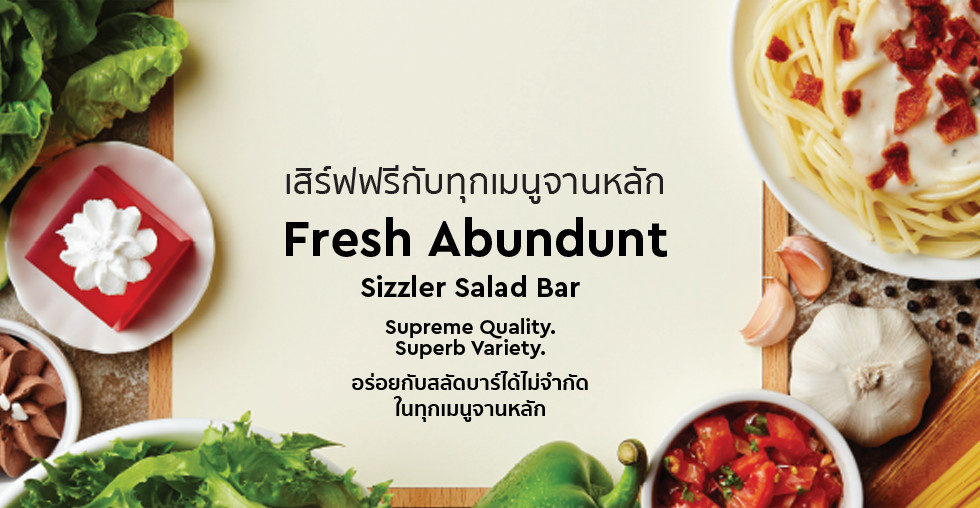 เสิร์ฟฟรีกับทุกเมนูจานหลัก
Fresh Abundunt
Sizzler Salad Bar
Supreme Quality.
Superb Variety.
อร่อยกับสลัดบาร์ได้ไม่จำกัด
ในทุกเมนูจานหลัก